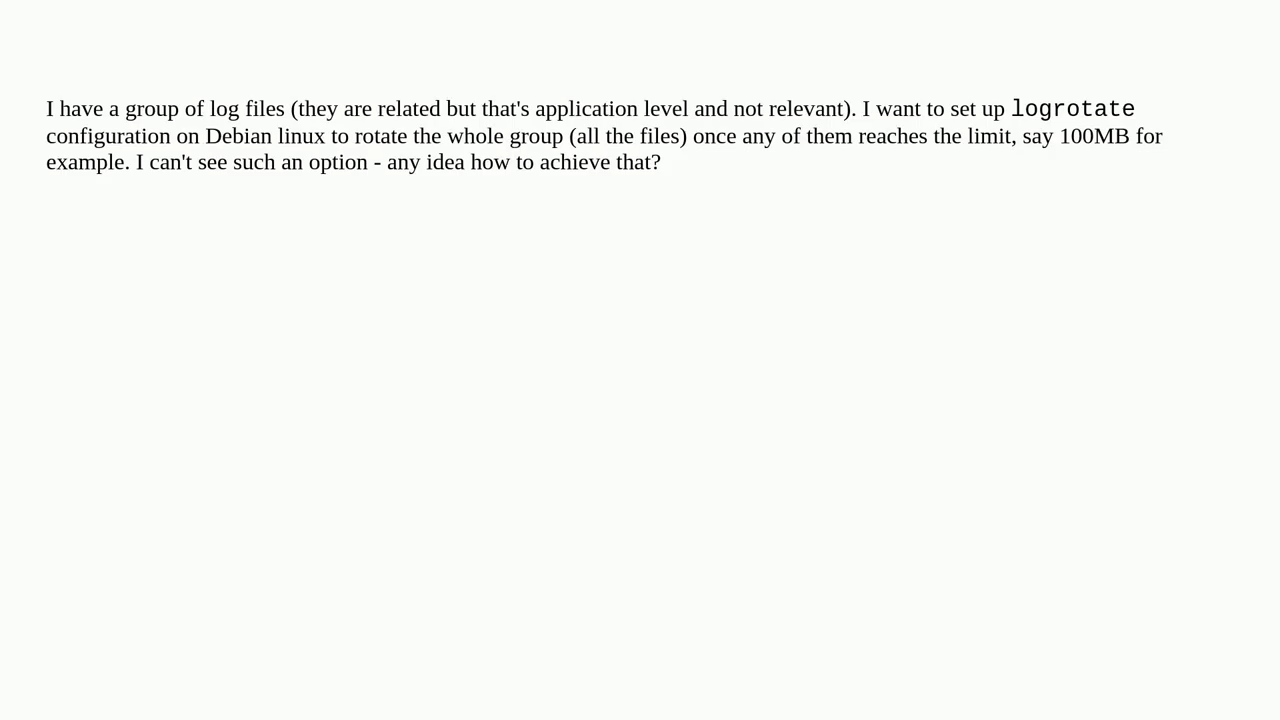 I have a group of log files (they are related but that's application level and not relevant). I want to set up logrotate
configuration on Debian linux to rotate the whole group (all the files) once any of them reaches the limit, say 100MB for
example. I can't see such an option - any idea how to achieve that?